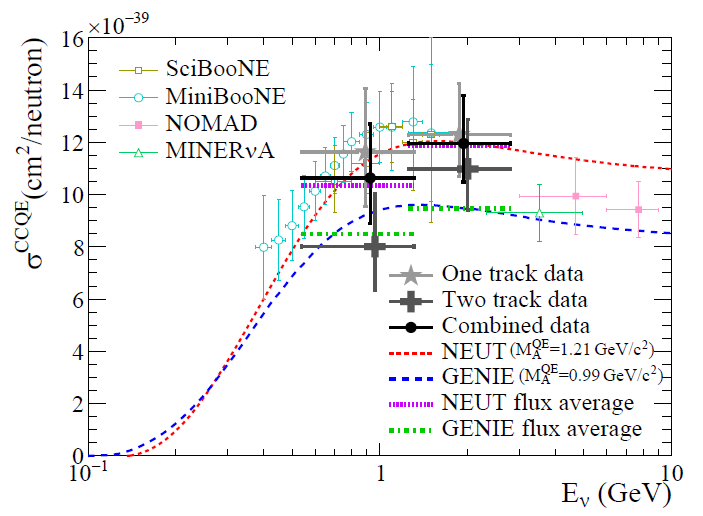 ×10⁻³⁹
16
14
12
10
8
6
4
2
0
σ^CCQE (cm²/neutron)
SciBooNE
MiniBooNE
NOMAD
MINERνA
One track data
Two track data
Combined data
NEUT (M_A^QE=1.21 GeV/c²)
GENIE (M_A^QE=0.99 GeV/c²)
NEUT flux average
GENIE flux average
10⁻¹ 1 10
E_ν (GeV)